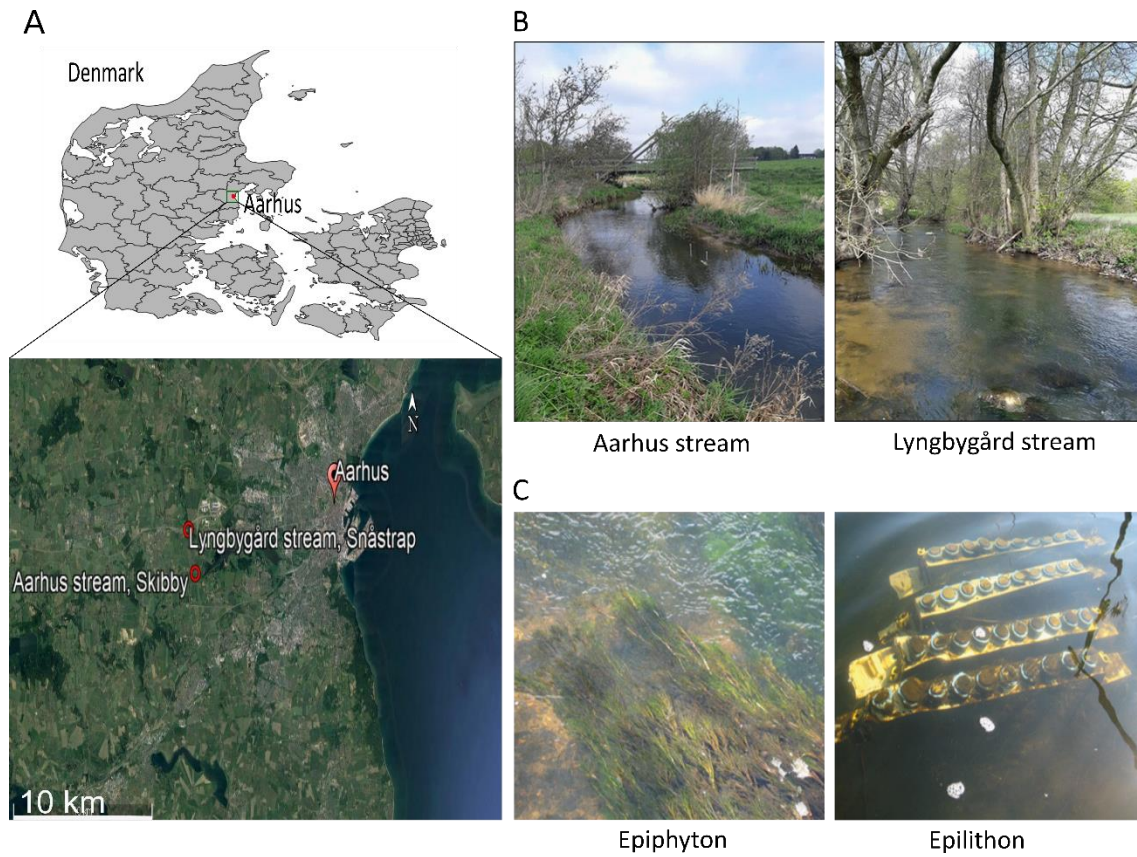 A
Denmark
Aarhus
N
Aarhus
Lyngbygård stream, Snåstrap
Aarhus stream, Skibby
10 km
B
Aarhus stream
Lyngbygård stream
C
Epiphyton
Epilithon